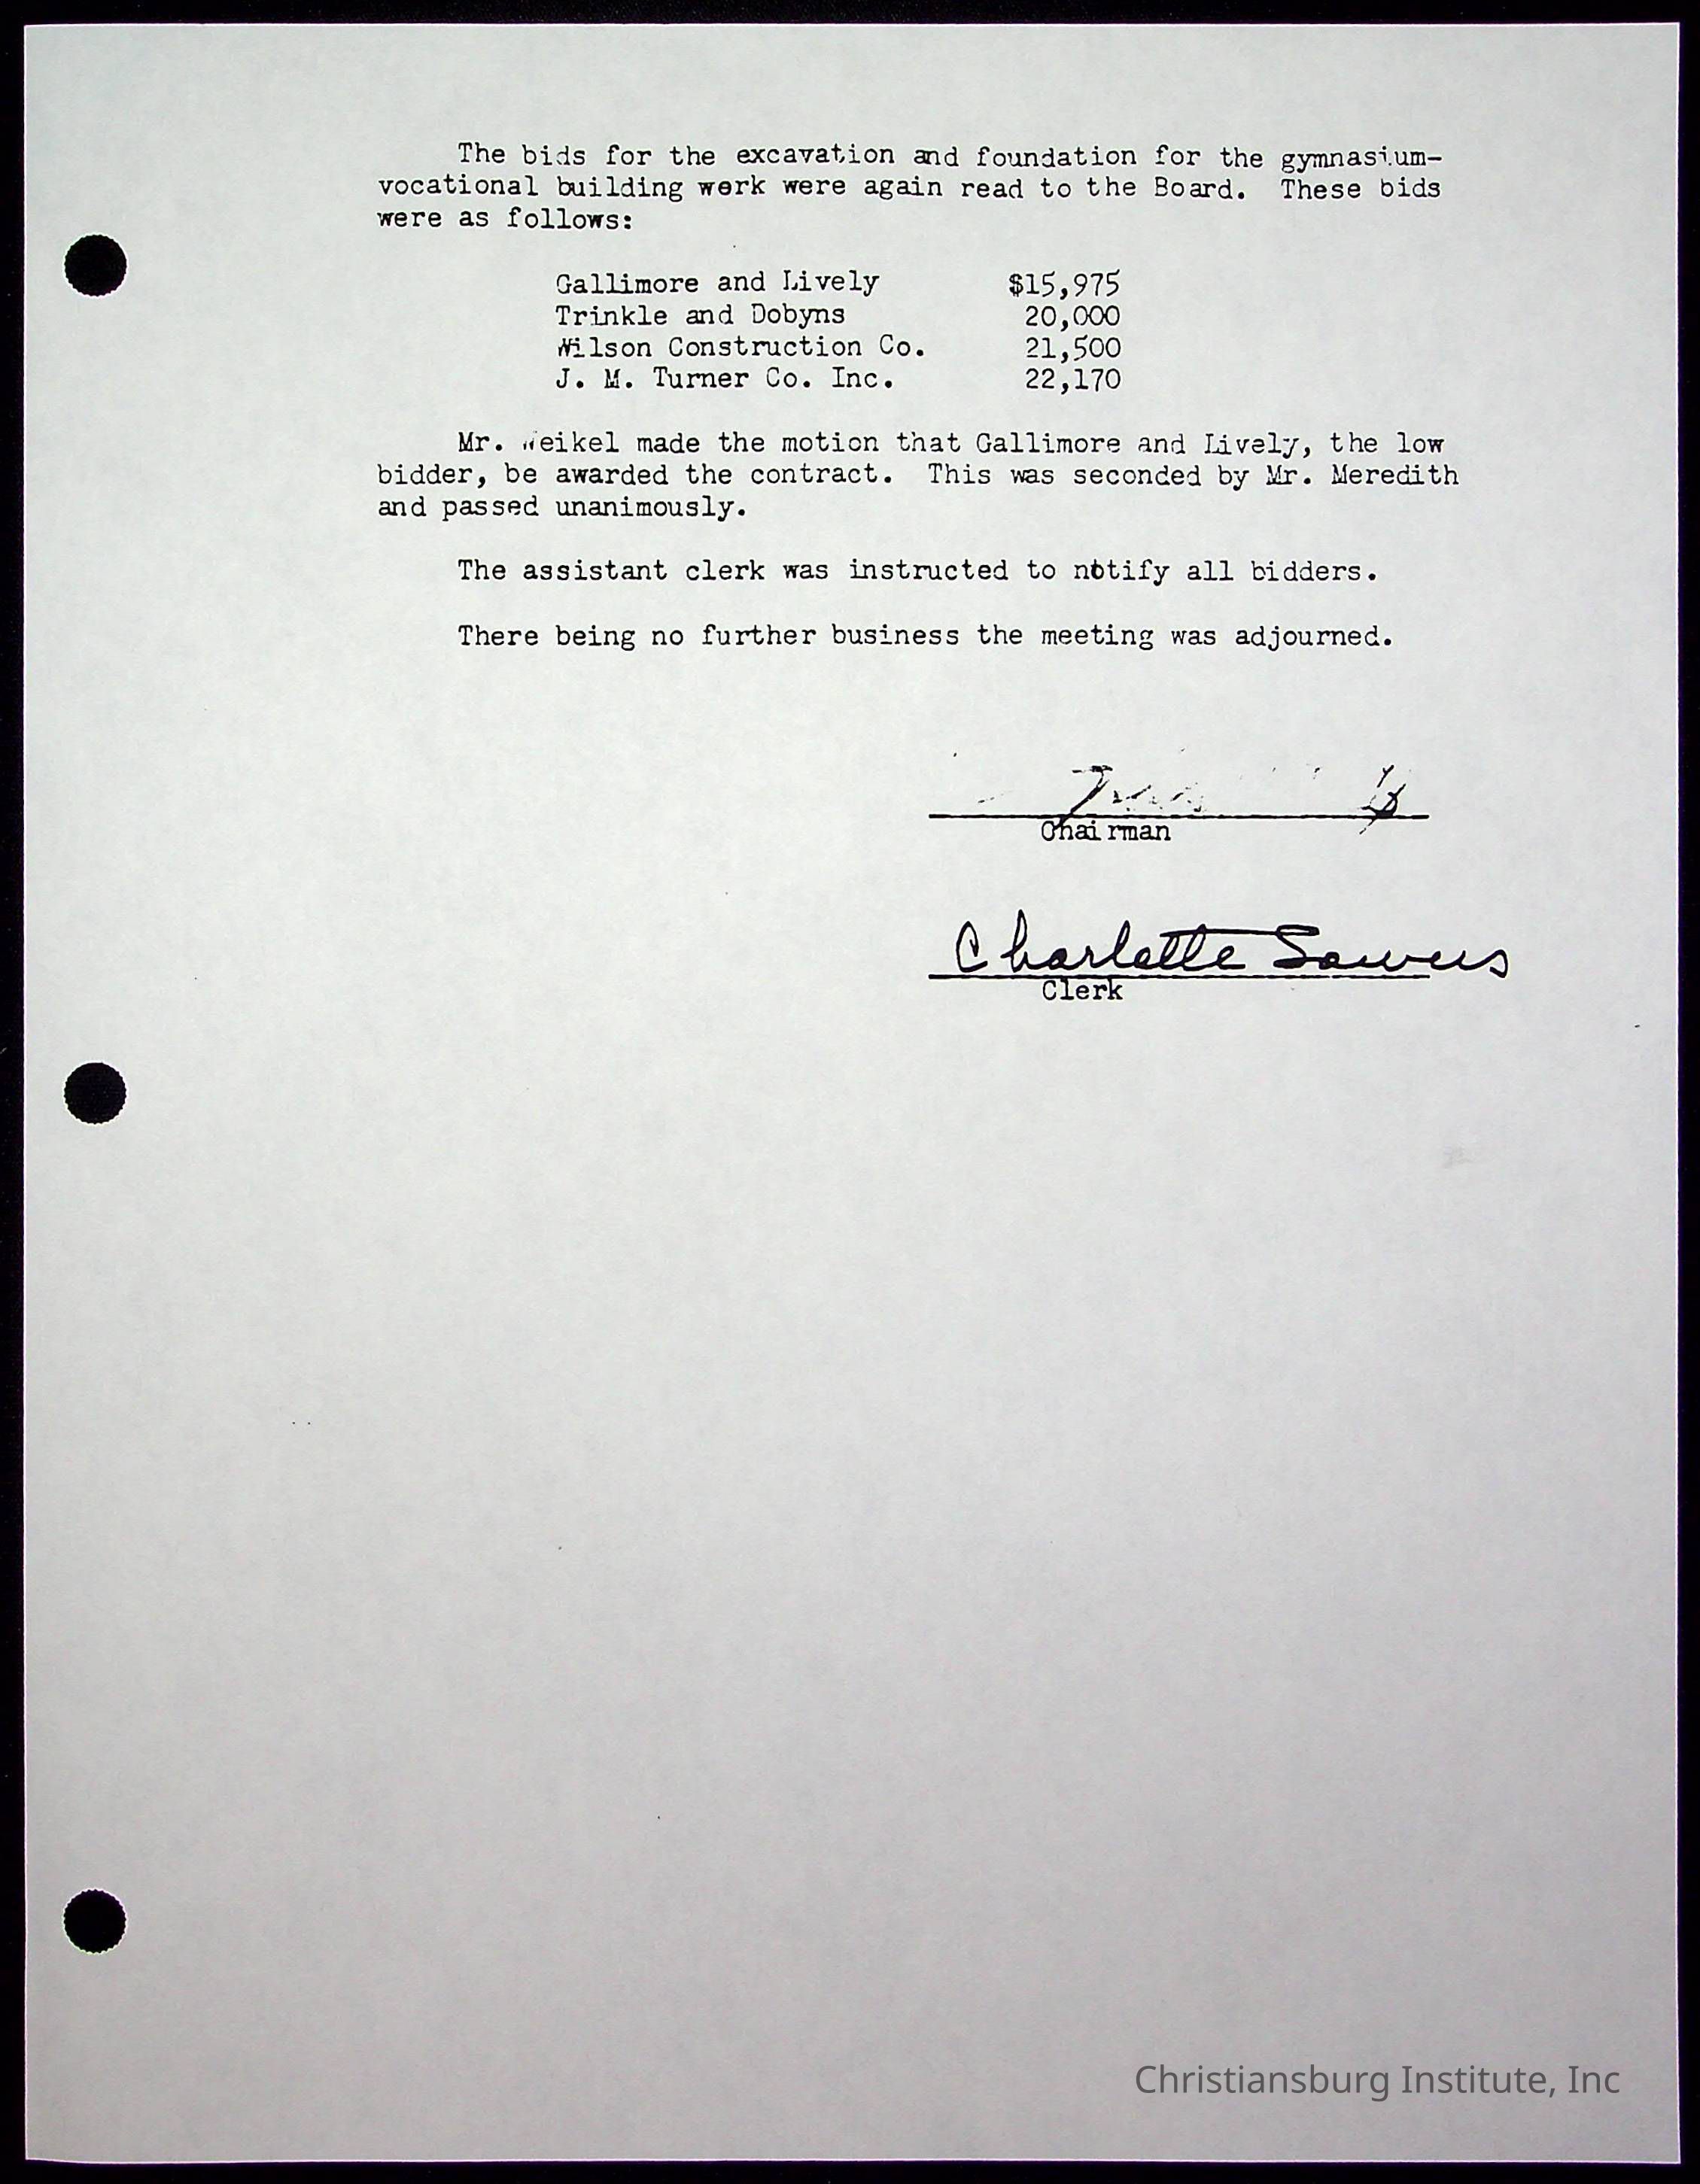 The bids for the excavation and foundation for the gymnasium-
vocational building work were again read to the Board. These bids
were as follows:
Gallimore and Lively $15,975
Trinkle and Dobyns 20,000
Wilson Construction Co. 21,500
J. M. Turner Co. Inc. 22,170
Mr. Weikel made the motion that Gallimore and Lively, the low
bidder, be awarded the contract. This was seconded by Mr. Meredith
and passed unanimously.
The assistant clerk was instructed to notify all bidders.
There being no further business the meeting was adjourned.
Chairman
Charlotte Sowers
Clerk
Christiansburg Institute, Inc